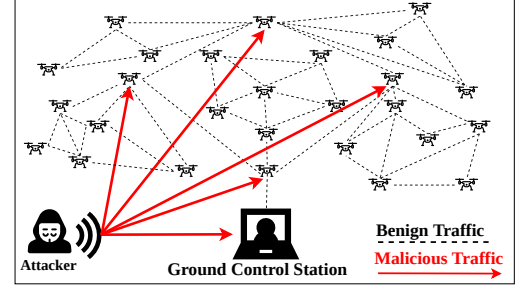 Benign Traffic
Attacker
Ground Control Station
Malicious Traffic